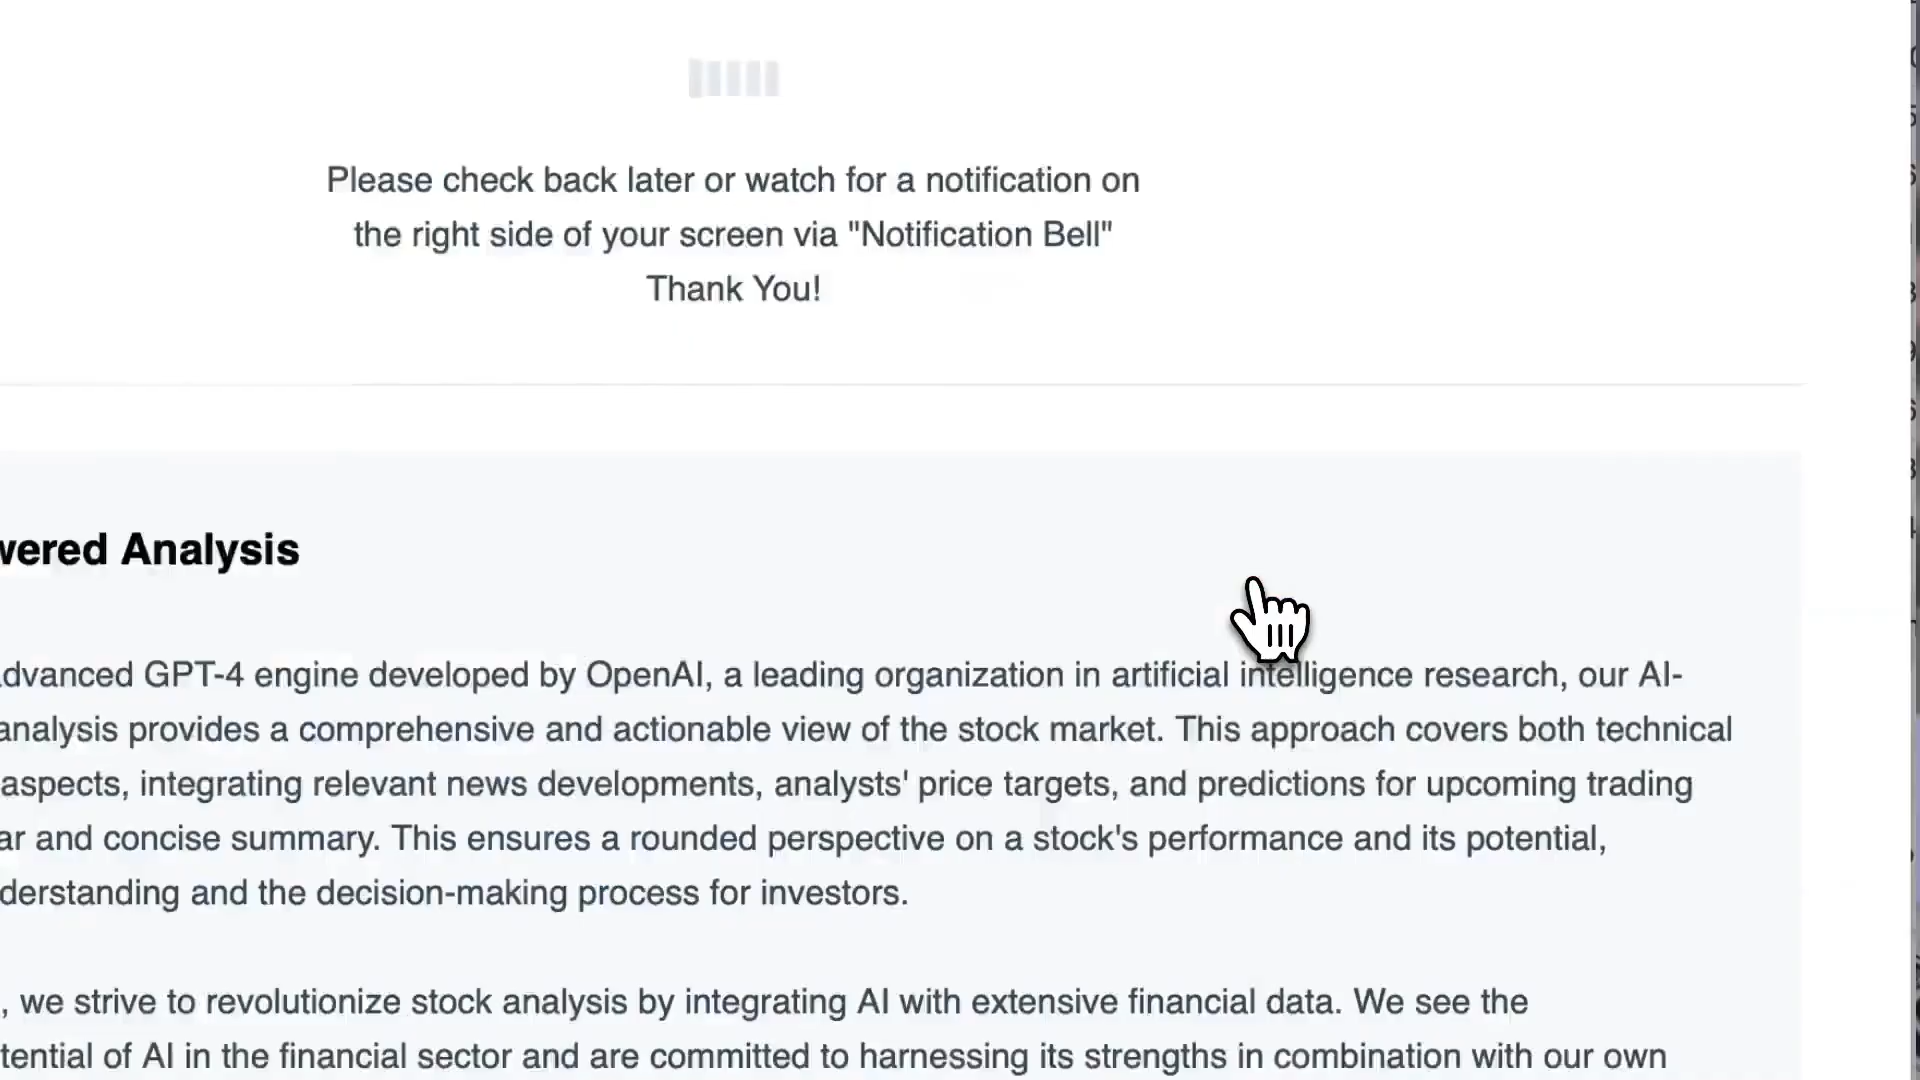 Please check back later or watch for a notification on
the right side of your screen via "Notification Bell"
Thank You!
wered Analysis
dvanced GPT-4 engine developed by OpenAI, a leading organization in artificial intelligence research, our AI-
analysis provides a comprehensive and actionable view of the stock market. This approach covers both technical
aspects, integrating relevant news developments, analysts' price targets, and predictions for upcoming trading
ar and concise summary. This ensures a rounded perspective on a stock's performance and its potential,
derstanding and the decision-making process for investors.
, we strive to revolutionize stock analysis by integrating AI with extensive financial data. We see the
tential of AI in the financial sector and are committed to harnessing its strengths in combination with our own